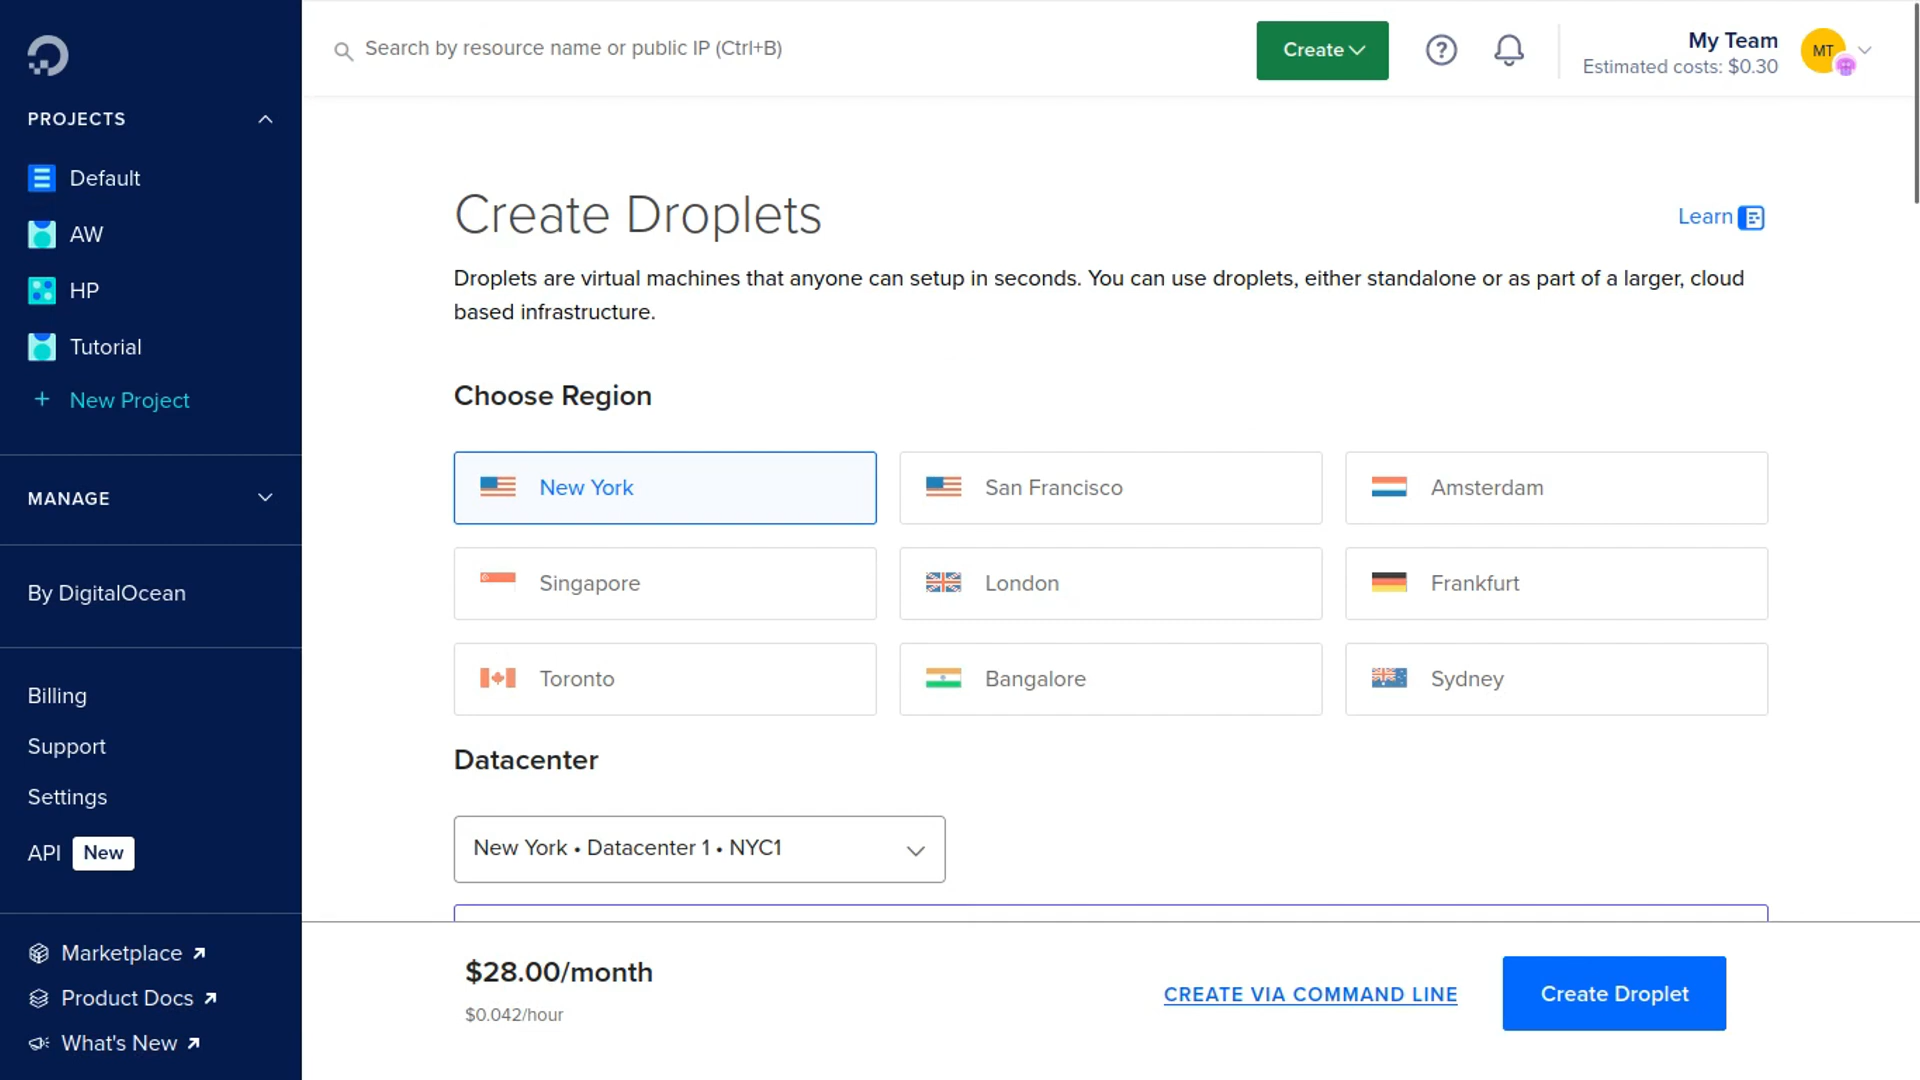 Search by resource name or public IP (Ctrl+B)
Create
My Team
Estimated costs: $0.30
MT
PROJECTS
Default
AW
HP
Tutorial
+ New Project
MANAGE
By DigitalOcean
Billing
Support
Settings
API New
Marketplace
Product Docs
What's New
Create Droplets
Learn
Droplets are virtual machines that anyone can setup in seconds. You can use droplets, either standalone or as part of a larger, cloud
based infrastructure.
Choose Region
New York
San Francisco
Amsterdam
Singapore
London
Frankfurt
Toronto
Bangalore
Sydney
Datacenter
New York • Datacenter 1 • NYC1
$28.00/month
$0.042/hour
CREATE VIA COMMAND LINE
Create Droplet